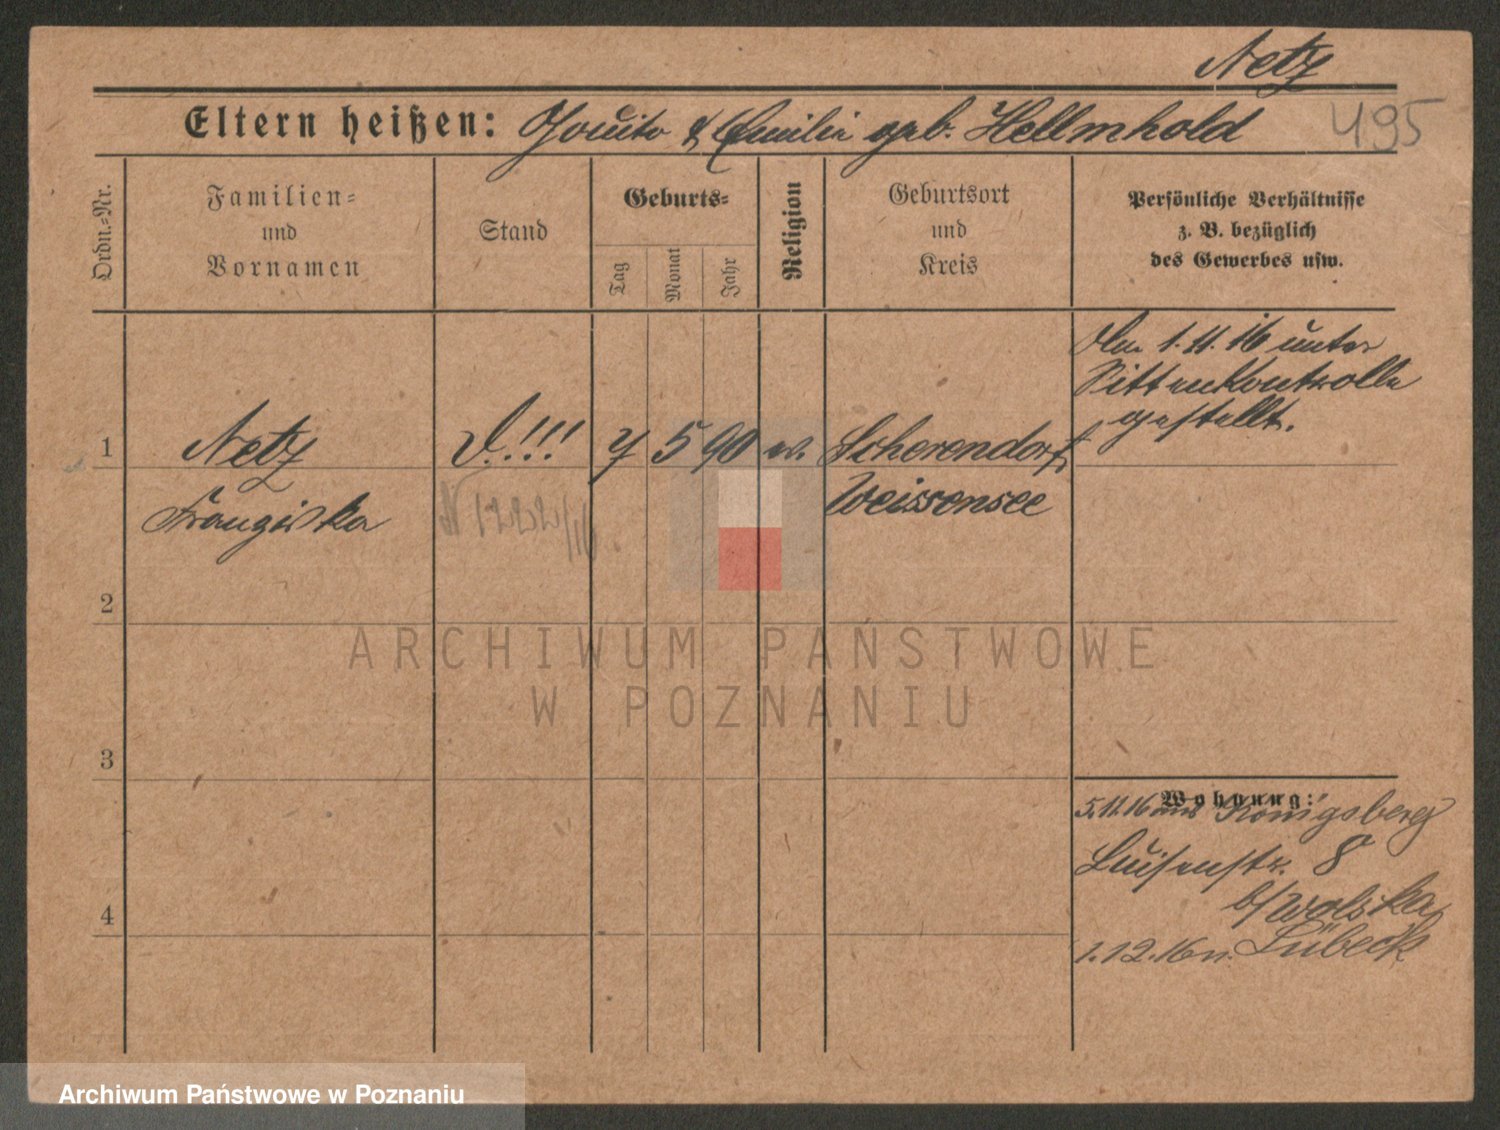 Netz
Eltern heißen: & Emilie geb. Hellmhold 495
Ordn.-Nr.
Familien-
und
Vornamen
Stand
Geburts-
Tag
Monat
Jahr
Religion
Geburtsort
und
Kreis
Persönliche Verhältnisse
z. B. bezüglich
des Gewerbes usw.
Am 1.11.16 unter
Sittenkontrolle
gestellt.
1 Netz !!! 5 90 Scherendorf
Franziska Weissensee
2
3
4
Wohnung:
5.11.16 aus Königsberg
Luisenstr. 8
b/Wolska
1.12.16 n. Lübeck
ARCHIWUM PAŃSTWOWE
W POZNANIU
Archiwum Państwowe w Poznaniu